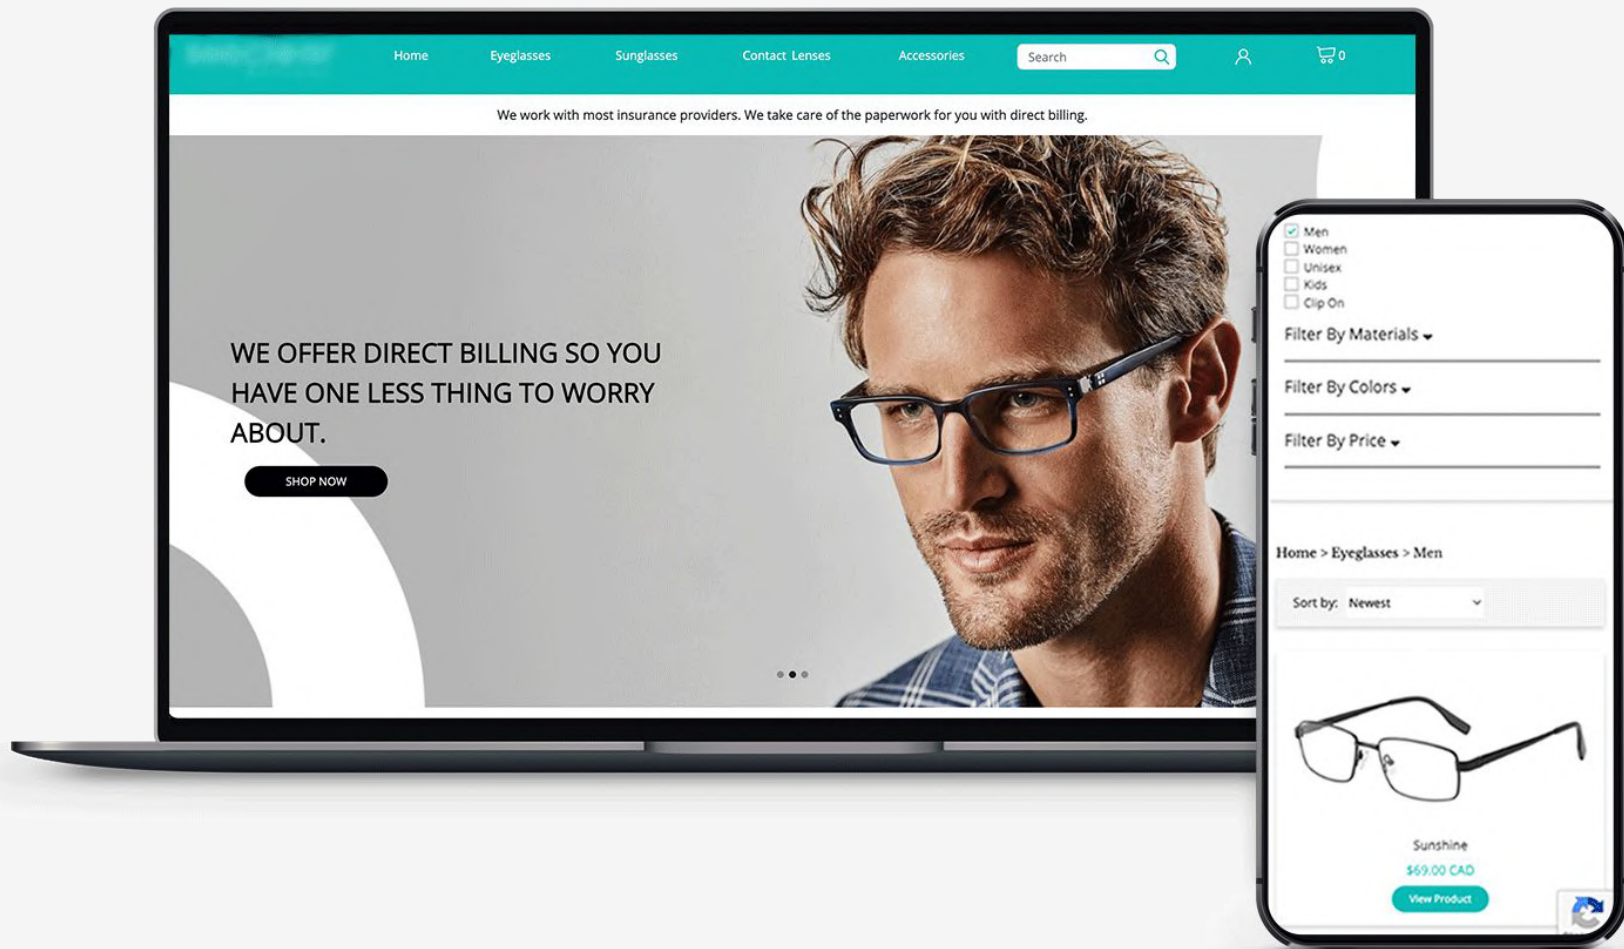 Home Eyeglasses Sunglasses Contact Lenses Accessories Search 0
We work with most insurance providers. We take care of the paperwork for you with direct billing.
WE OFFER DIRECT BILLING SO YOU
HAVE ONE LESS THING TO WORRY
ABOUT.
SHOP NOW
Men
Women
Unisex
Kids
Clip On
Filter By Materials
Filter By Colors
Filter By Price
Home > Eyeglasses > Men
Sort by: Newest
Sunshine
$69.00 CAD
View Product